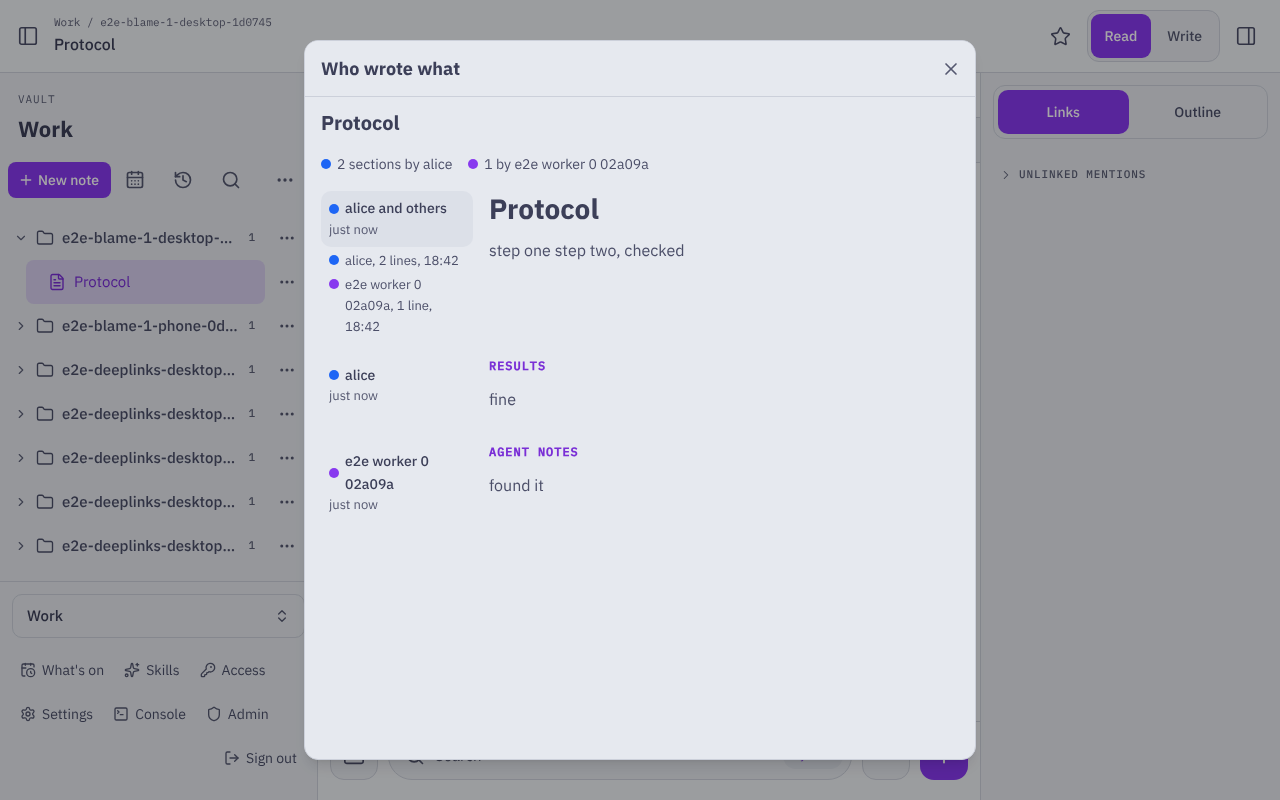 Work / e2e-blame-1-desktop-1d0745
Protocol
Read
Write
VAULT
Work
New note
e2e-blame-1-desktop-... 1
Protocol
e2e-blame-1-phone-0d... 1
e2e-deeplinks-desktop... 1
e2e-deeplinks-desktop... 1
e2e-deeplinks-desktop... 1
e2e-deeplinks-desktop... 1
e2e-deeplinks-desktop... 1
Work
What's on
Skills
Access
Settings
Console
Admin
Sign out
Who wrote what
Protocol
2 sections by alice
1 by e2e worker 0 02a09a
alice and others
just now
alice, 2 lines, 18:42
e2e worker 0
02a09a, 1 line,
18:42
Protocol
step one step two, checked
alice
just now
RESULTS
fine
e2e worker 0
02a09a
just now
AGENT NOTES
found it
Links
Outline
UNLINKED MENTIONS